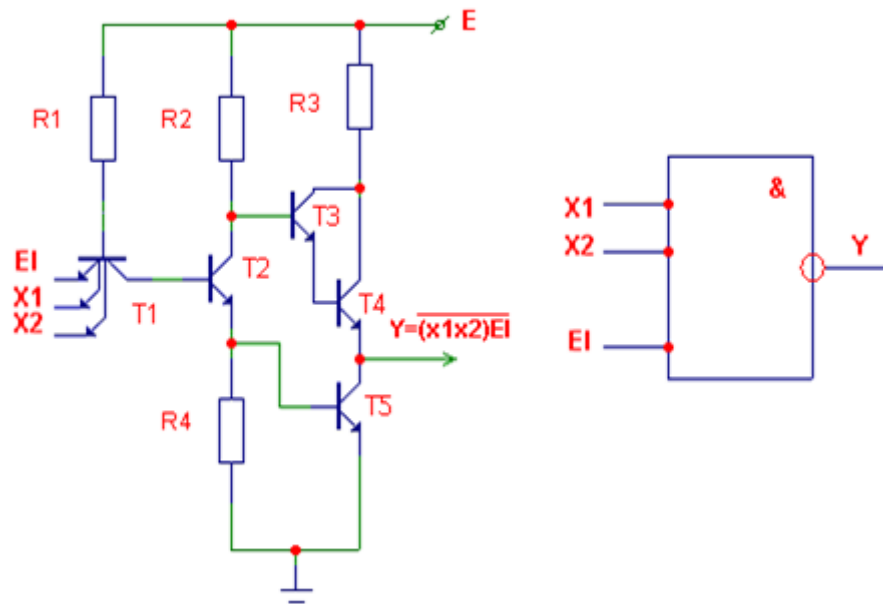 E
R1
R2
R3
&
T3
X1
X2
Y
EI
X1
X2
T1
T2
T4
Y=(x1x2)EI
EI
R4
T5